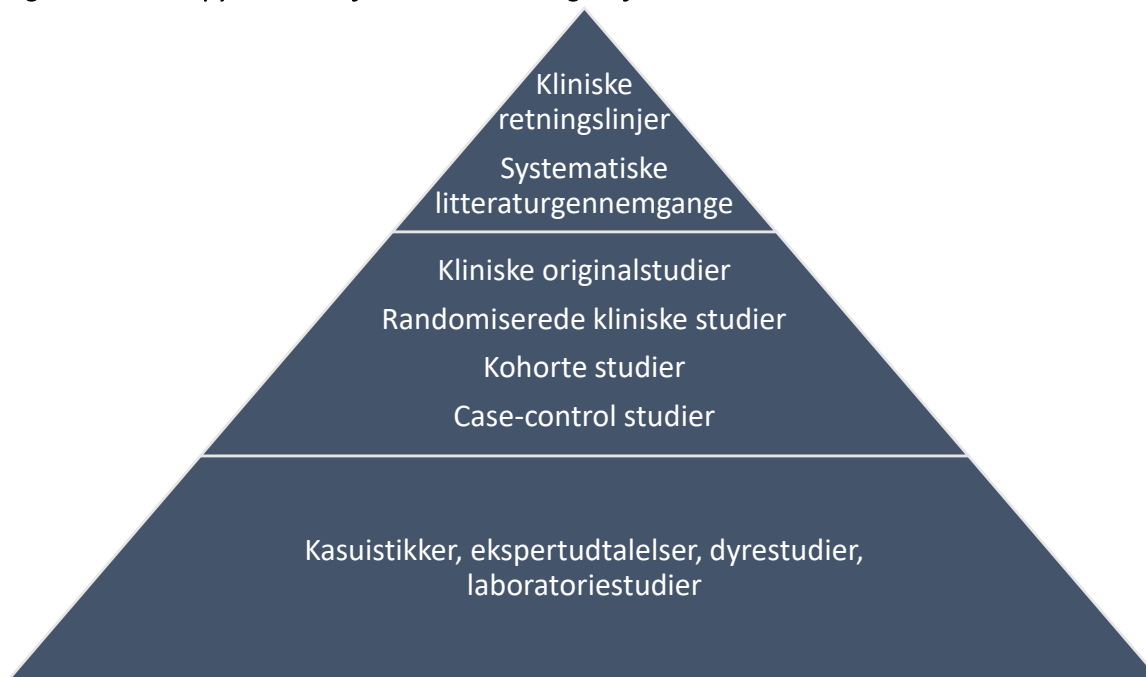 Kliniske
retningslinjer
Systematiske
litteraturgennemgange
Kliniske originalstudier
Randomiserede kliniske studier
Kohorte studier
Case-control studier
Kasuistikker, ekspertudtalelser, dyrestudier,
laboratoriestudier